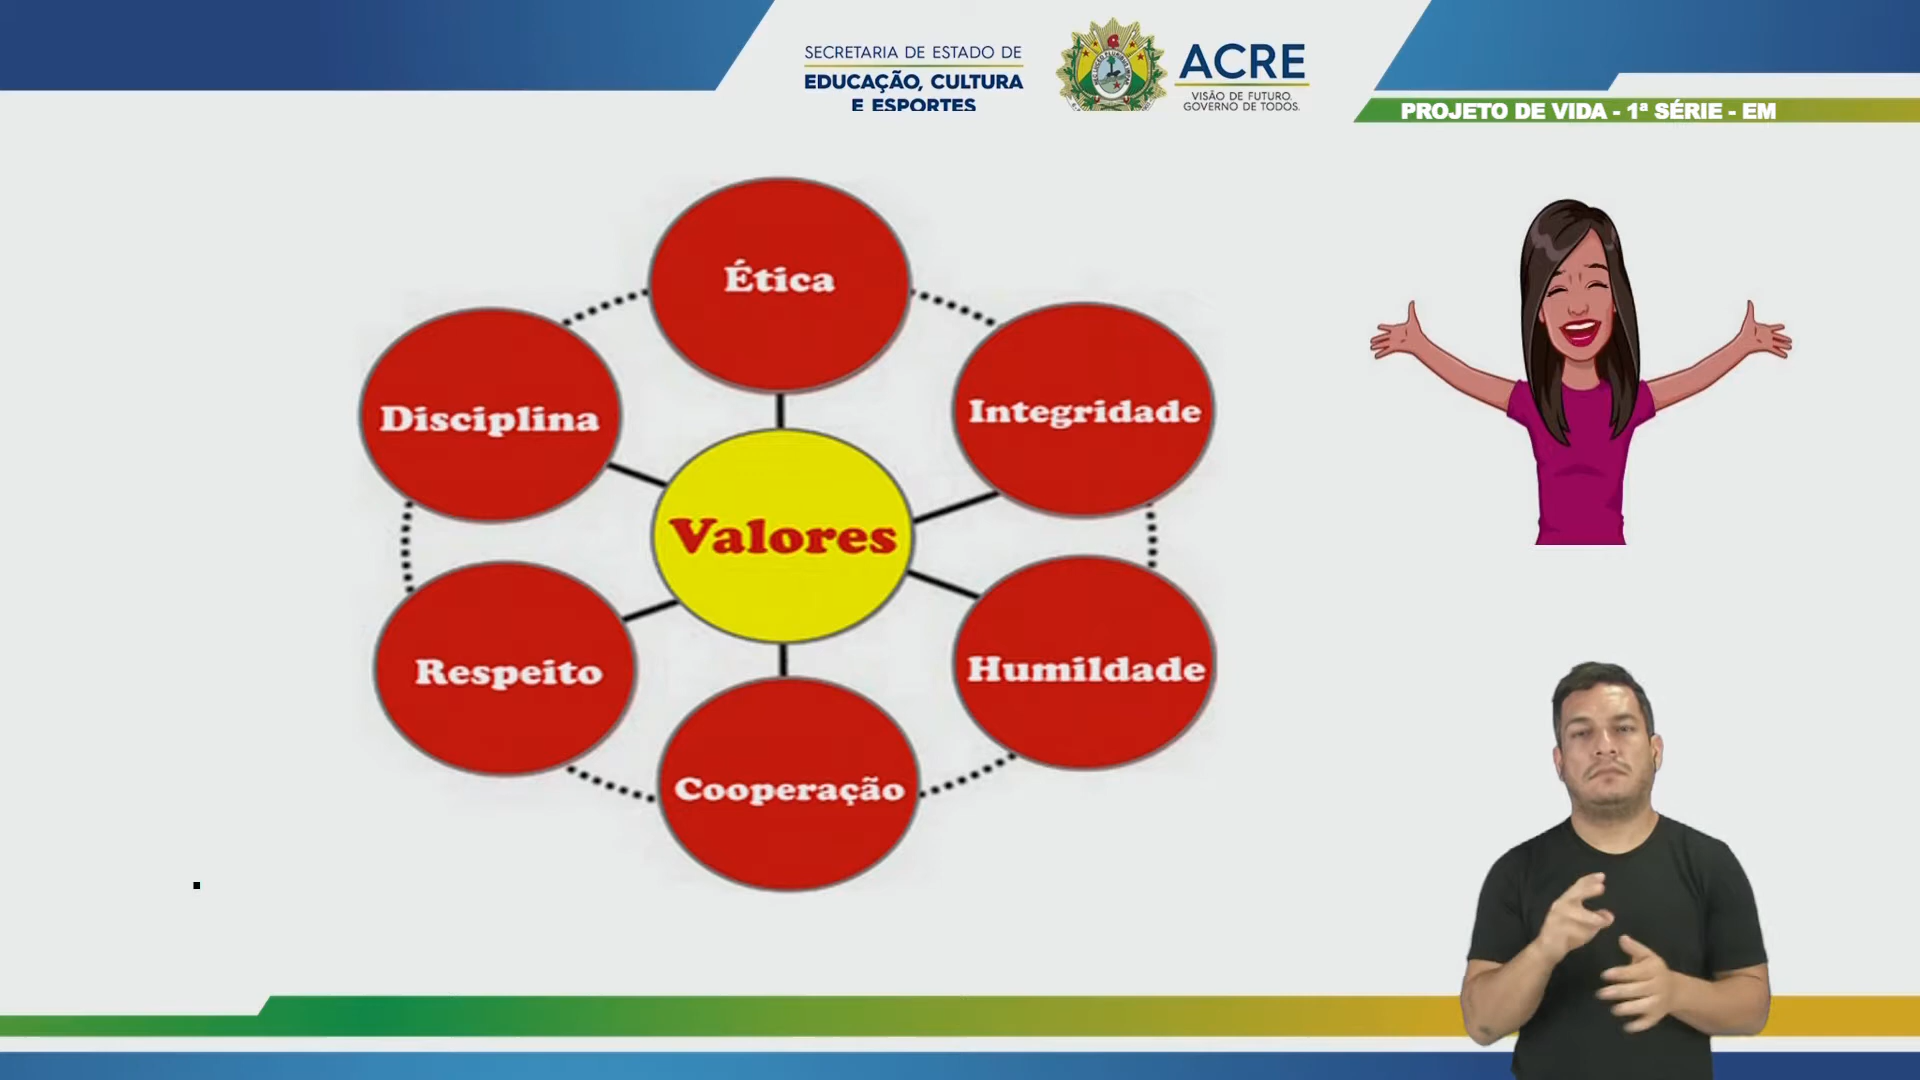 SECRETARIA DE ESTADO DE
EDUCAÇÃO, CULTURA
E ESPORTES
ACRE
VISÃO DE FUTURO.
GOVERNO DE TODOS.
PROJETO DE VIDA - 1ª SÉRIE - EM
Ética
Disciplina
Integridade
Valores
Respeito
Humildade
Cooperação